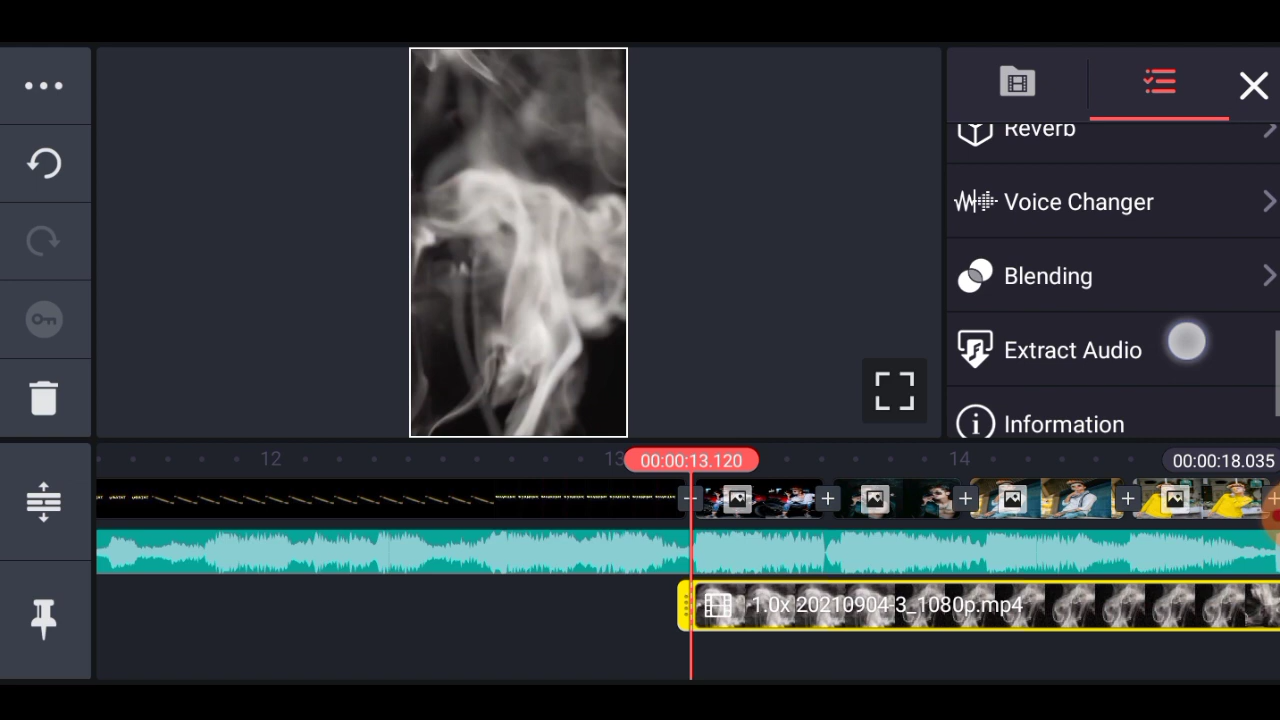 Reverb
Voice Changer
Blending
Extract Audio
Information
12
13
00:00:13.120
14
00:00:18.035
1.0x 20210904-3_1080p.mp4